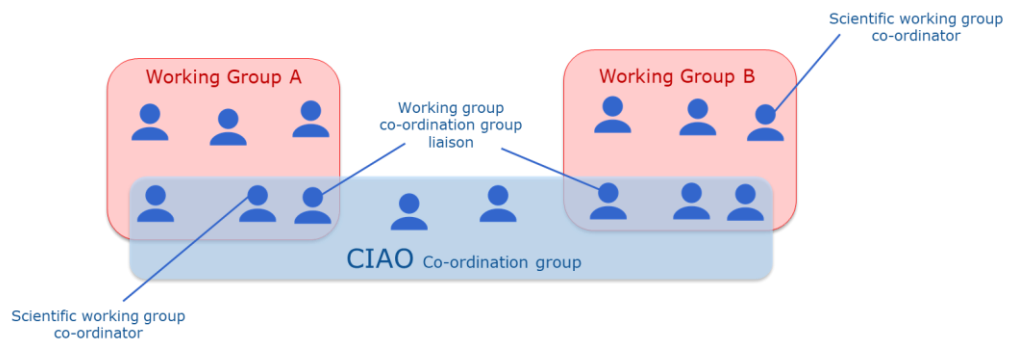 Scientific working group
co-ordinator
Working Group A
Working Group B
Working group
co-ordination group
liaison
CIAO Co-ordination group
Scientific working group
co-ordinator